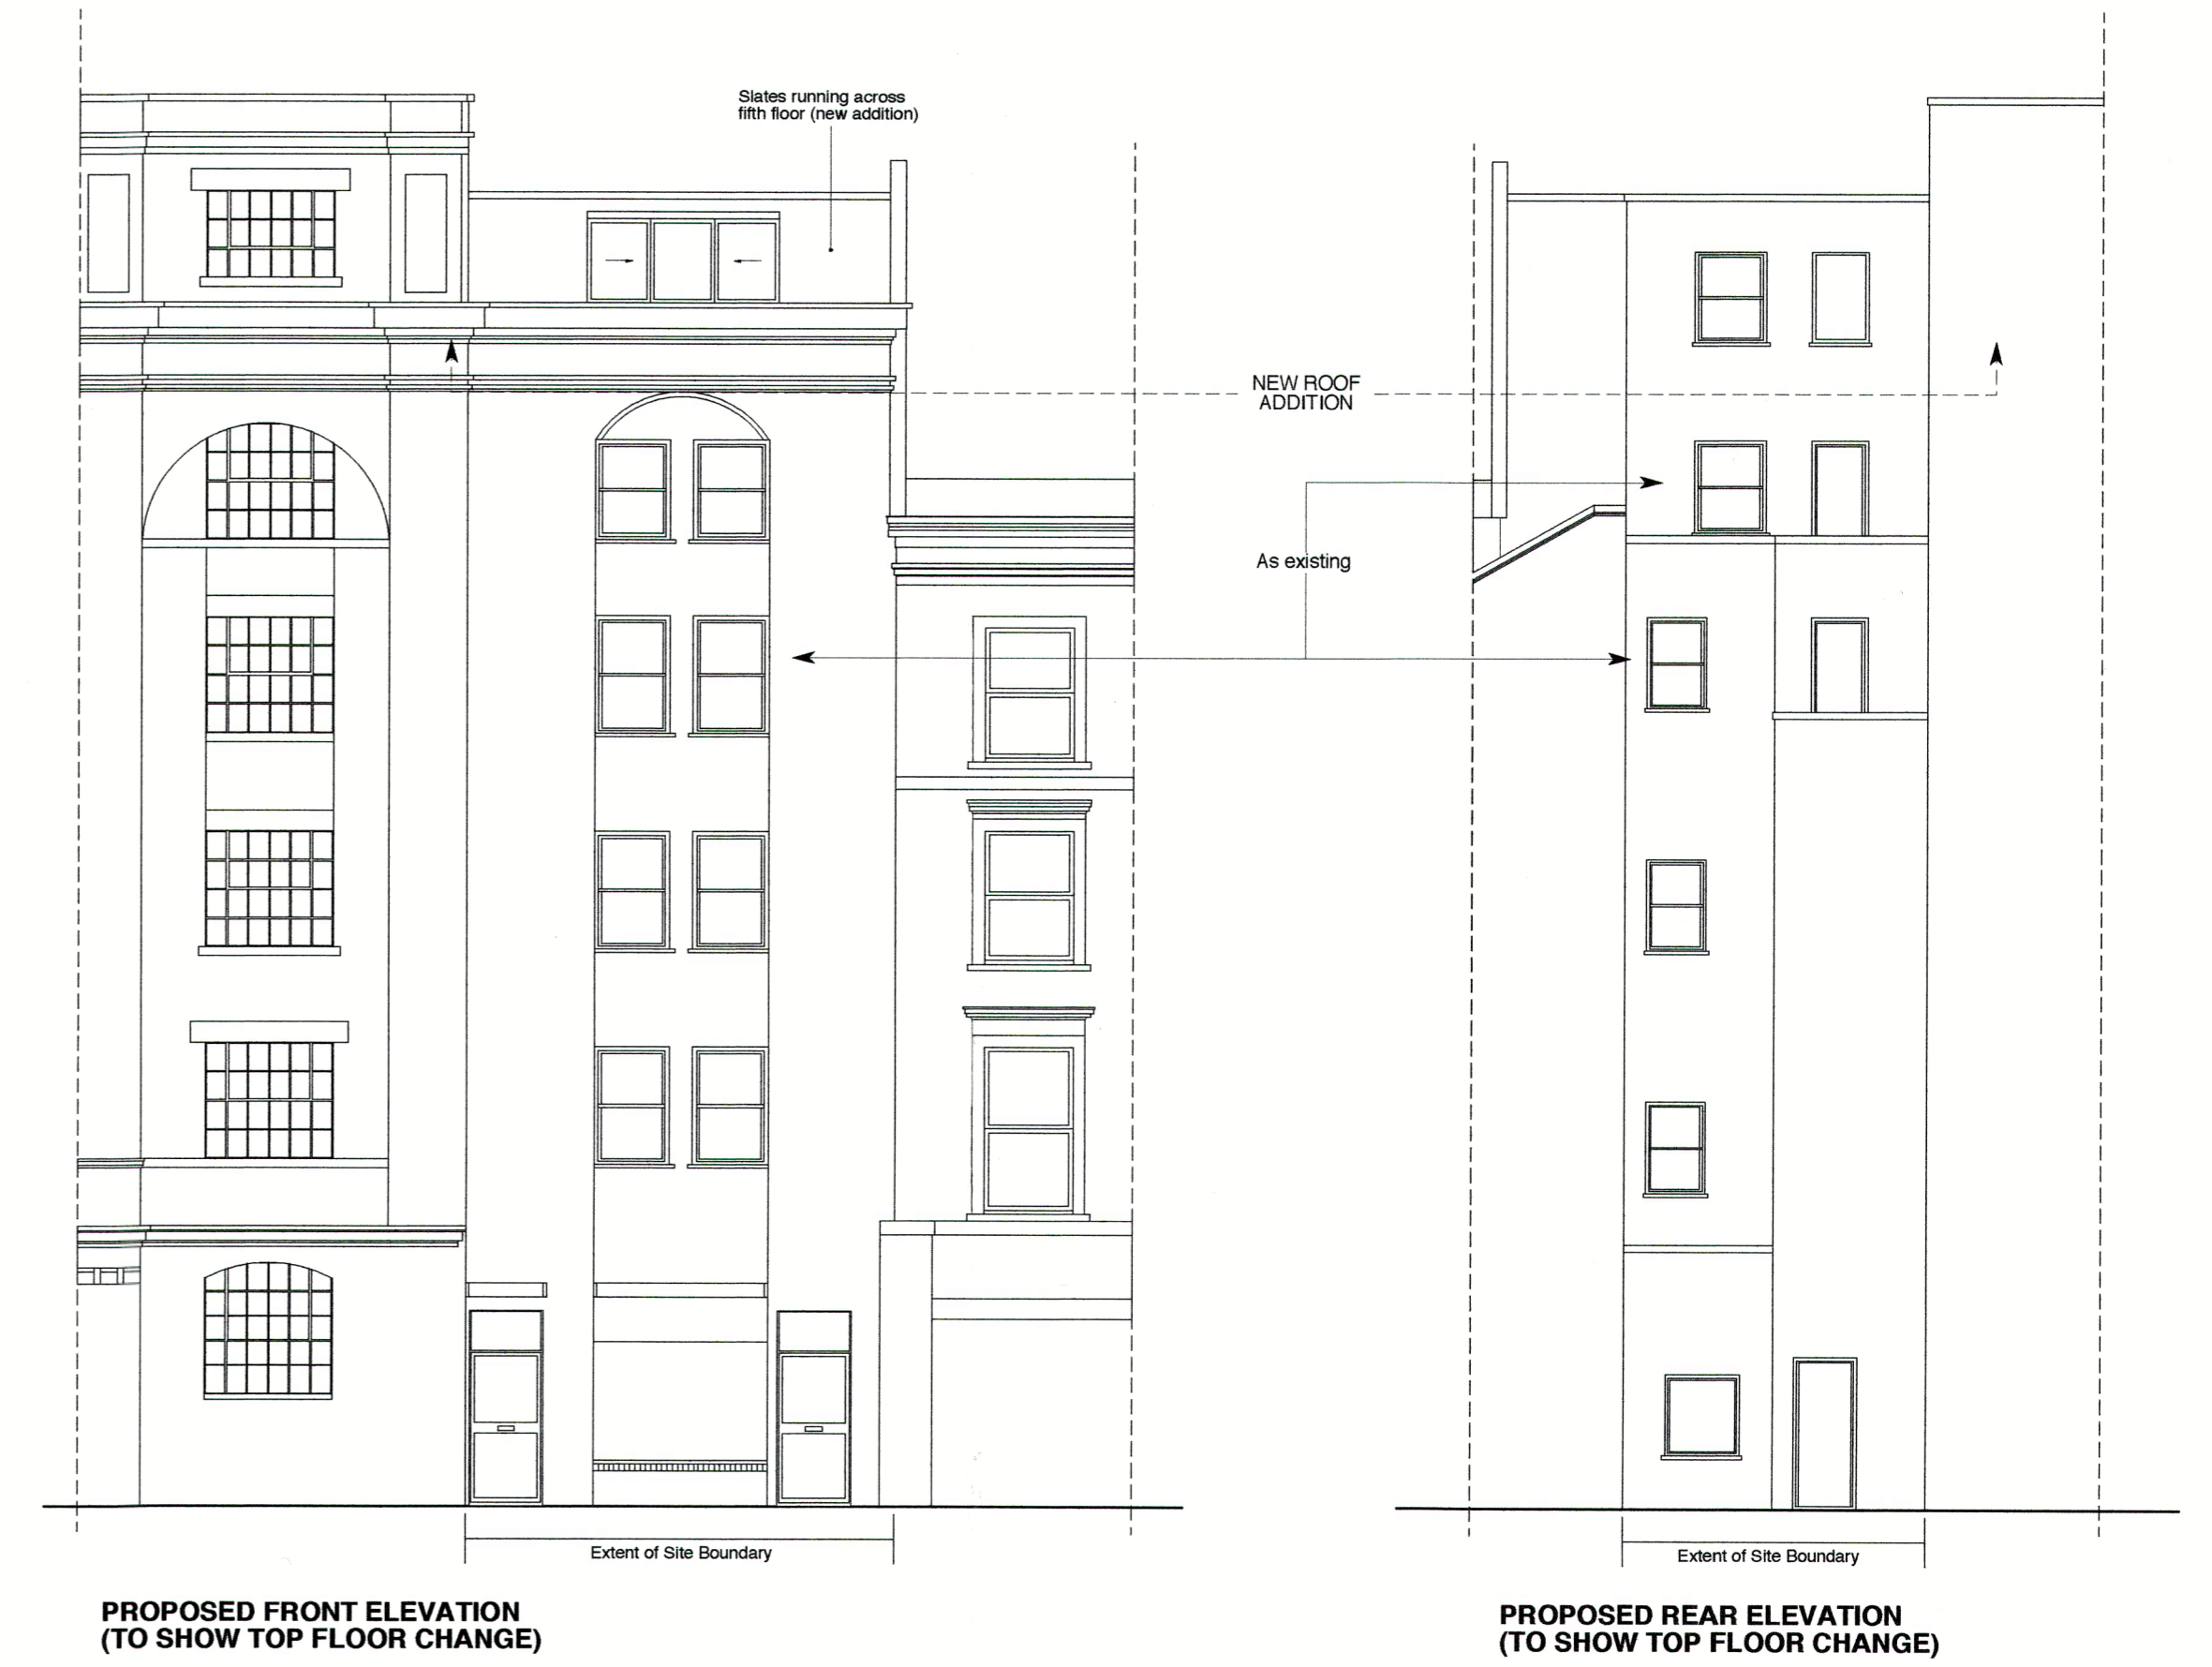 Slates running across
fifth floor (new addition)
NEW ROOF
ADDITION
As existing
Extent of Site Boundary
Extent of Site Boundary
PROPOSED FRONT ELEVATION
(TO SHOW TOP FLOOR CHANGE)
PROPOSED REAR ELEVATION
(TO SHOW TOP FLOOR CHANGE)